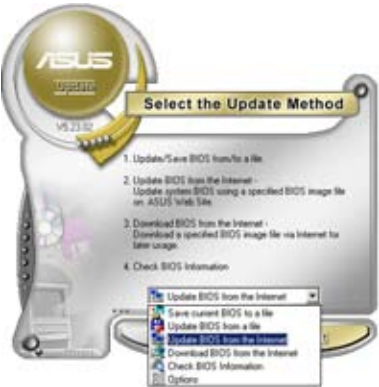 ASUS
Update
V5.23.02
Select the Update Method
1. Update/Save BIOS from/to a file.
2. Update BIOS from the Internet -
Update system BIOS using a specified BIOS image file
on ASUS Web Site.
3. Download BIOS from the Internet -
Download a specified BIOS image file via Internet for
later usage.
4. Check BIOS Information
Update BIOS from the Internet
Save current BIOS to a file
Update BIOS from a file
Update BIOS from the Internet
Download BIOS from the Internet
Check BIOS Information
Options